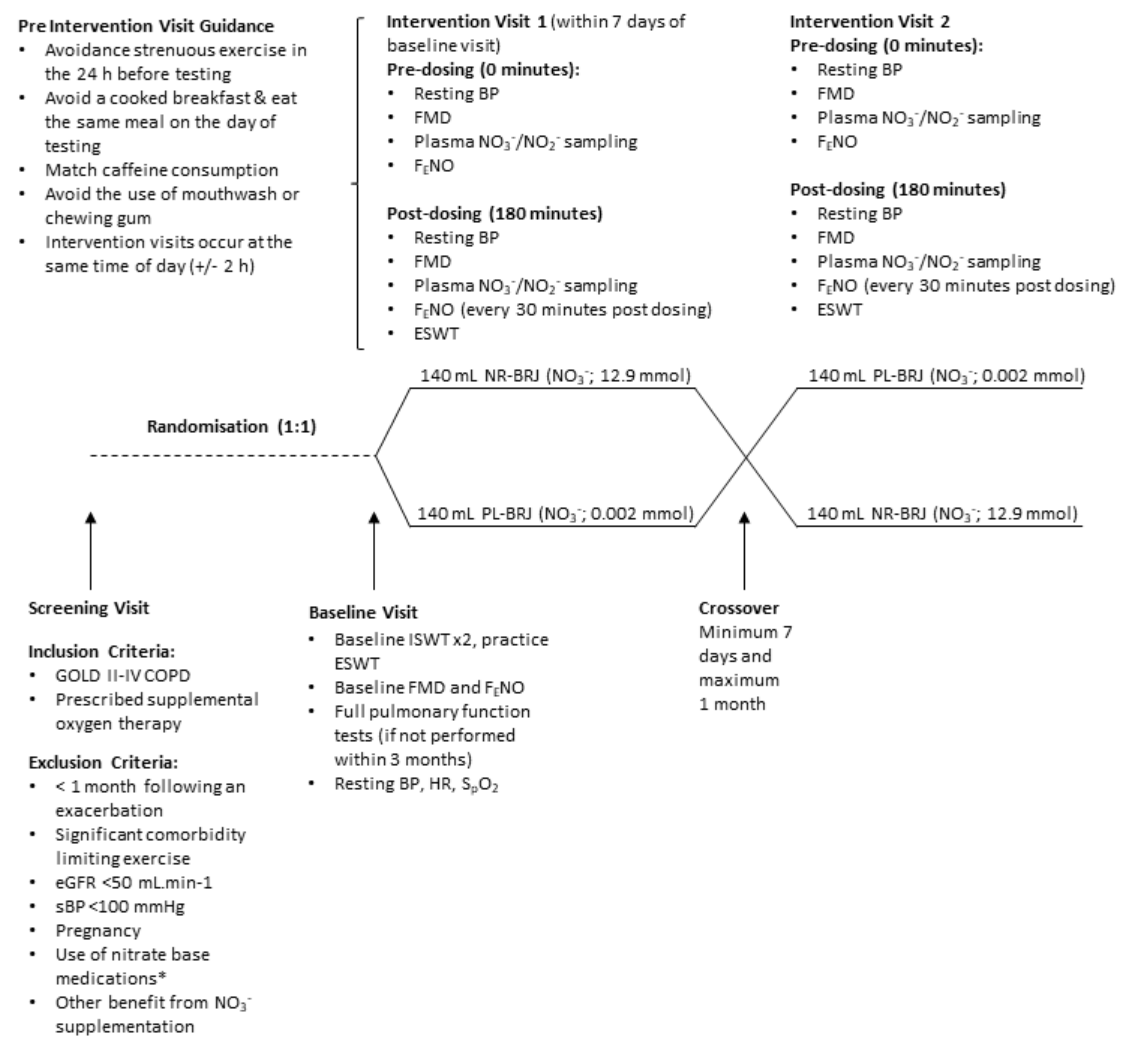 Pre Intervention Visit Guidance
• Avoidance strenuous exercise in
the 24 h before testing
• Avoid a cooked breakfast & eat
the same meal on the day of
testing
• Match caffeine consumption
• Avoid the use of mouthwash or
chewing gum
• Intervention visits occur at the
same time of day (+/- 2 h)
Intervention Visit 1 (within 7 days of
baseline visit)
Pre-dosing (0 minutes):
• Resting BP
• FMD
• Plasma NO₃⁻/NO₂⁻ sampling
• FᴇNO
Post-dosing (180 minutes)
• Resting BP
• FMD
• Plasma NO₃⁻/NO₂⁻ sampling
• FᴇNO (every 30 minutes post dosing)
• ESWT
Intervention Visit 2
Pre-dosing (0 minutes):
• Resting BP
• FMD
• Plasma NO₃⁻/NO₂⁻ sampling
• FᴇNO
Post-dosing (180 minutes)
• Resting BP
• FMD
• Plasma NO₃⁻/NO₂⁻ sampling
• FᴇNO (every 30 minutes post dosing)
• ESWT
140 mL NR-BRJ (NO₃⁻; 12.9 mmol)
140 mL PL-BRJ (NO₃⁻; 0.002 mmol)
Randomisation (1:1)
140 mL PL-BRJ (NO₃⁻; 0.002 mmol)
140 mL NR-BRJ (NO₃⁻; 12.9 mmol)
Screening Visit
Inclusion Criteria:
• GOLD II-IV COPD
• Prescribed supplemental
oxygen therapy
Exclusion Criteria:
• < 1 month following an
exacerbation
• Significant comorbidity
limiting exercise
• eGFR <50 mL.min-1
• sBP <100 mmHg
• Pregnancy
• Use of nitrate base
medications*
• Other benefit from NO₃⁻
supplementation
Baseline Visit
• Baseline ISWT x2, practice
ESWT
• Baseline FMD and FᴇNO
• Full pulmonary function
tests (if not performed
within 3 months)
• Resting BP, HR, SₚO₂
Crossover
Minimum 7
days and
maximum
1 month